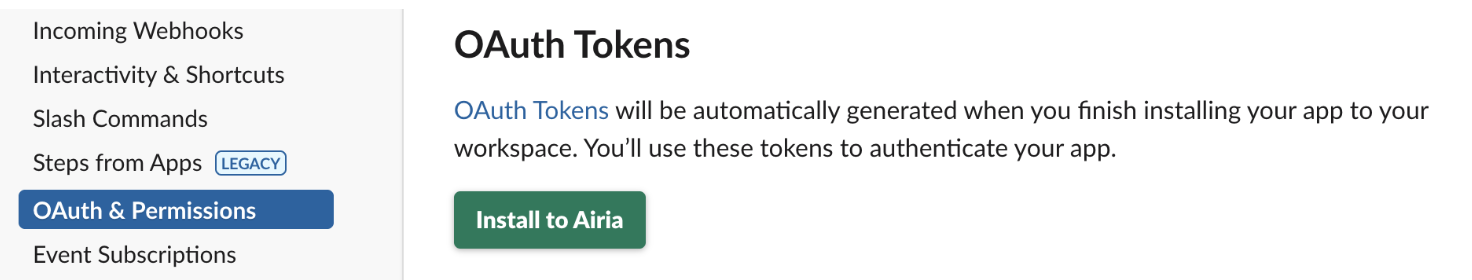 Incoming Webhooks
Interactivity & Shortcuts
Slash Commands
Steps from Apps LEGACY
OAuth & Permissions
Event Subscriptions
OAuth Tokens
OAuth Tokens will be automatically generated when you finish installing your app to your
workspace. You’ll use these tokens to authenticate your app.
Install to Airia